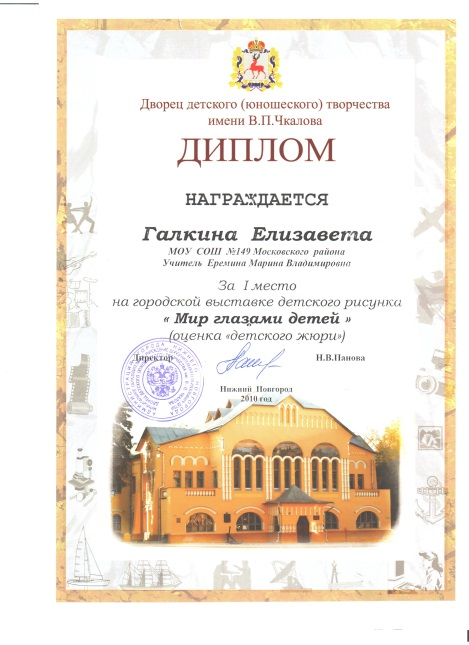 Дворец детского (юношеского) творчества
имени В.П.Чкалова
ДИПЛОМ
НАГРАЖДАЕТСЯ
Галкина Елизавета
МОУ СОШ №149 Московского района
Учитель Еремина Марина Владимировна
За I место
на городской выставке детского рисунка
« Мир глазами детей »
(оценка «детского жюри»)
Директор Н.В.Панова
Нижний Новгород
2010 год